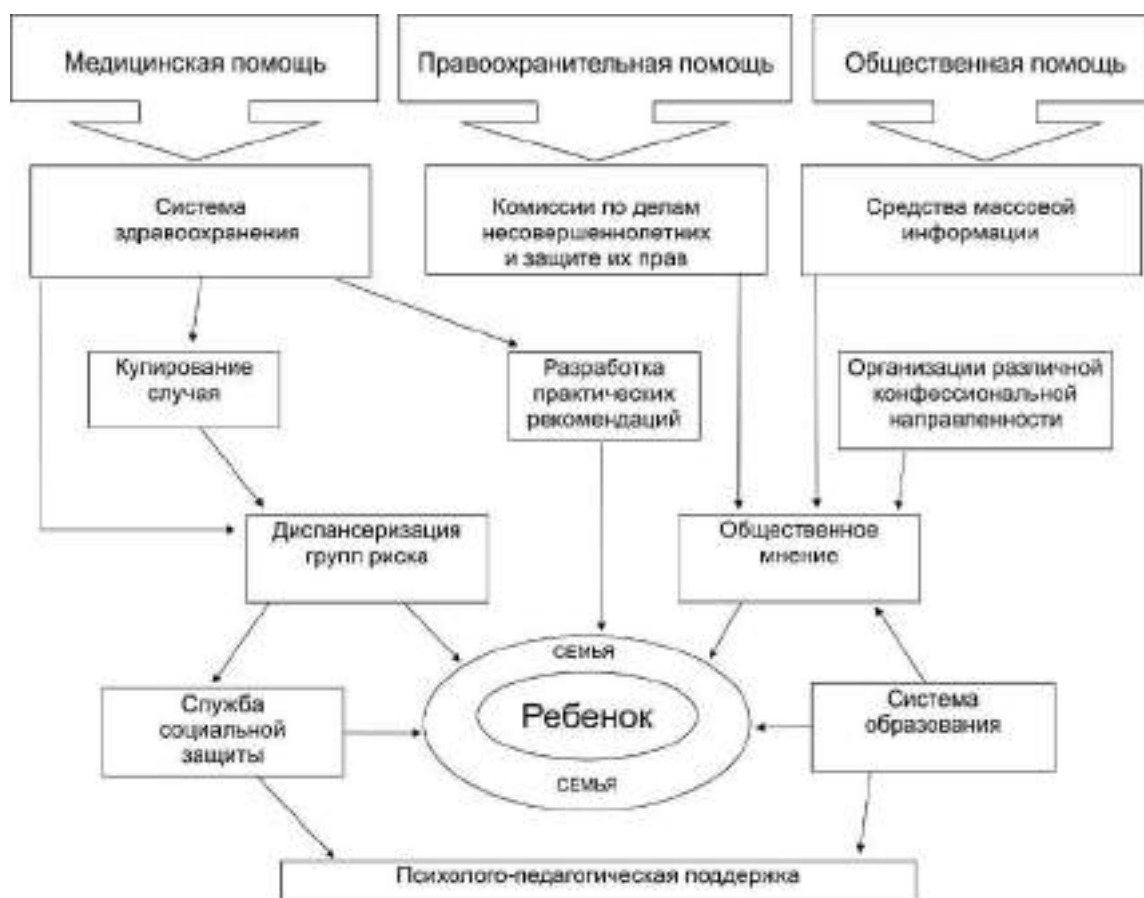 Медицинская помощь
Правоохранительная помощь
Общественная помощь
Система
здравоохранения
Комиссии по делам
несовершеннолетних
и защите их прав
Средства массовой
информации
Купирование
случая
Разработка
практических
рекомендаций
Организации различной
конфессиональной
направленности
Диспансеризация
групп риска
Общественное
мнение
СЕМЬЯ
Ребенок
СЕМЬЯ
Служба
социальной
защиты
Система
образования
Психолого-педагогическая поддержка